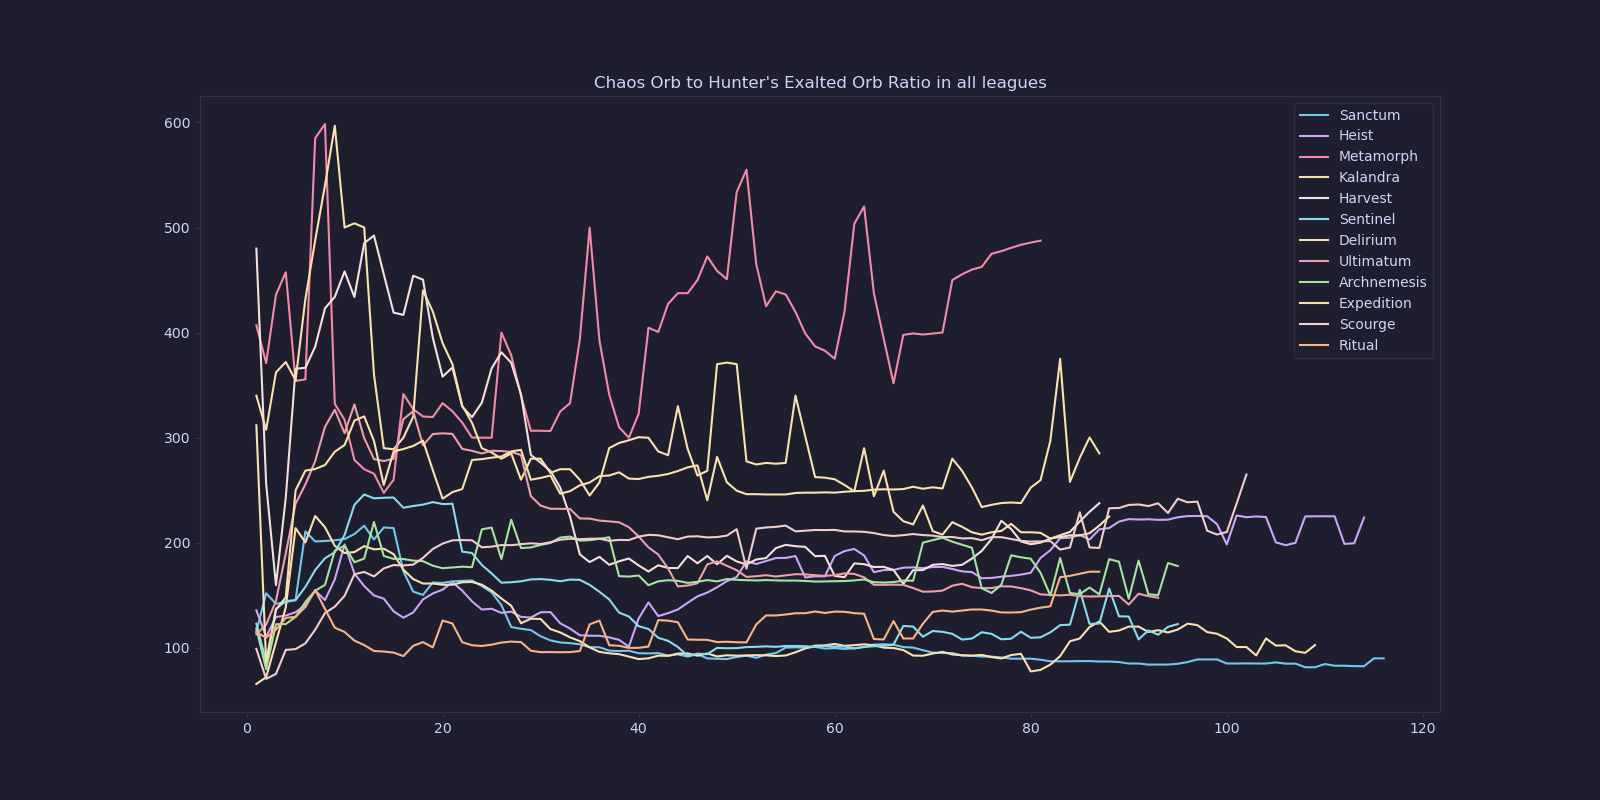 Chaos Orb to Hunter's Exalted Orb Ratio in all leagues
600
500
400
300
200
100
0 20 40 60 80 100 120
Sanctum
Heist
Metamorph
Kalandra
Harvest
Sentinel
Delirium
Ultimatum
Archnemesis
Expedition
Scourge
Ritual